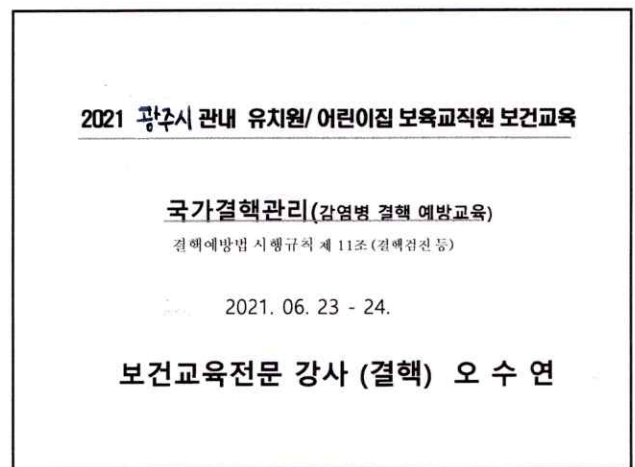 2021 광주시 관내 유치원/ 어린이집 보육교직원 보건교육
국가결핵관리(감염병 결핵 예방교육)
결핵예방법 시행규칙 제 11조 (결핵검진 등)
2021. 06. 23 - 24.
보건교육전문 강사 (결핵) 오 수 연